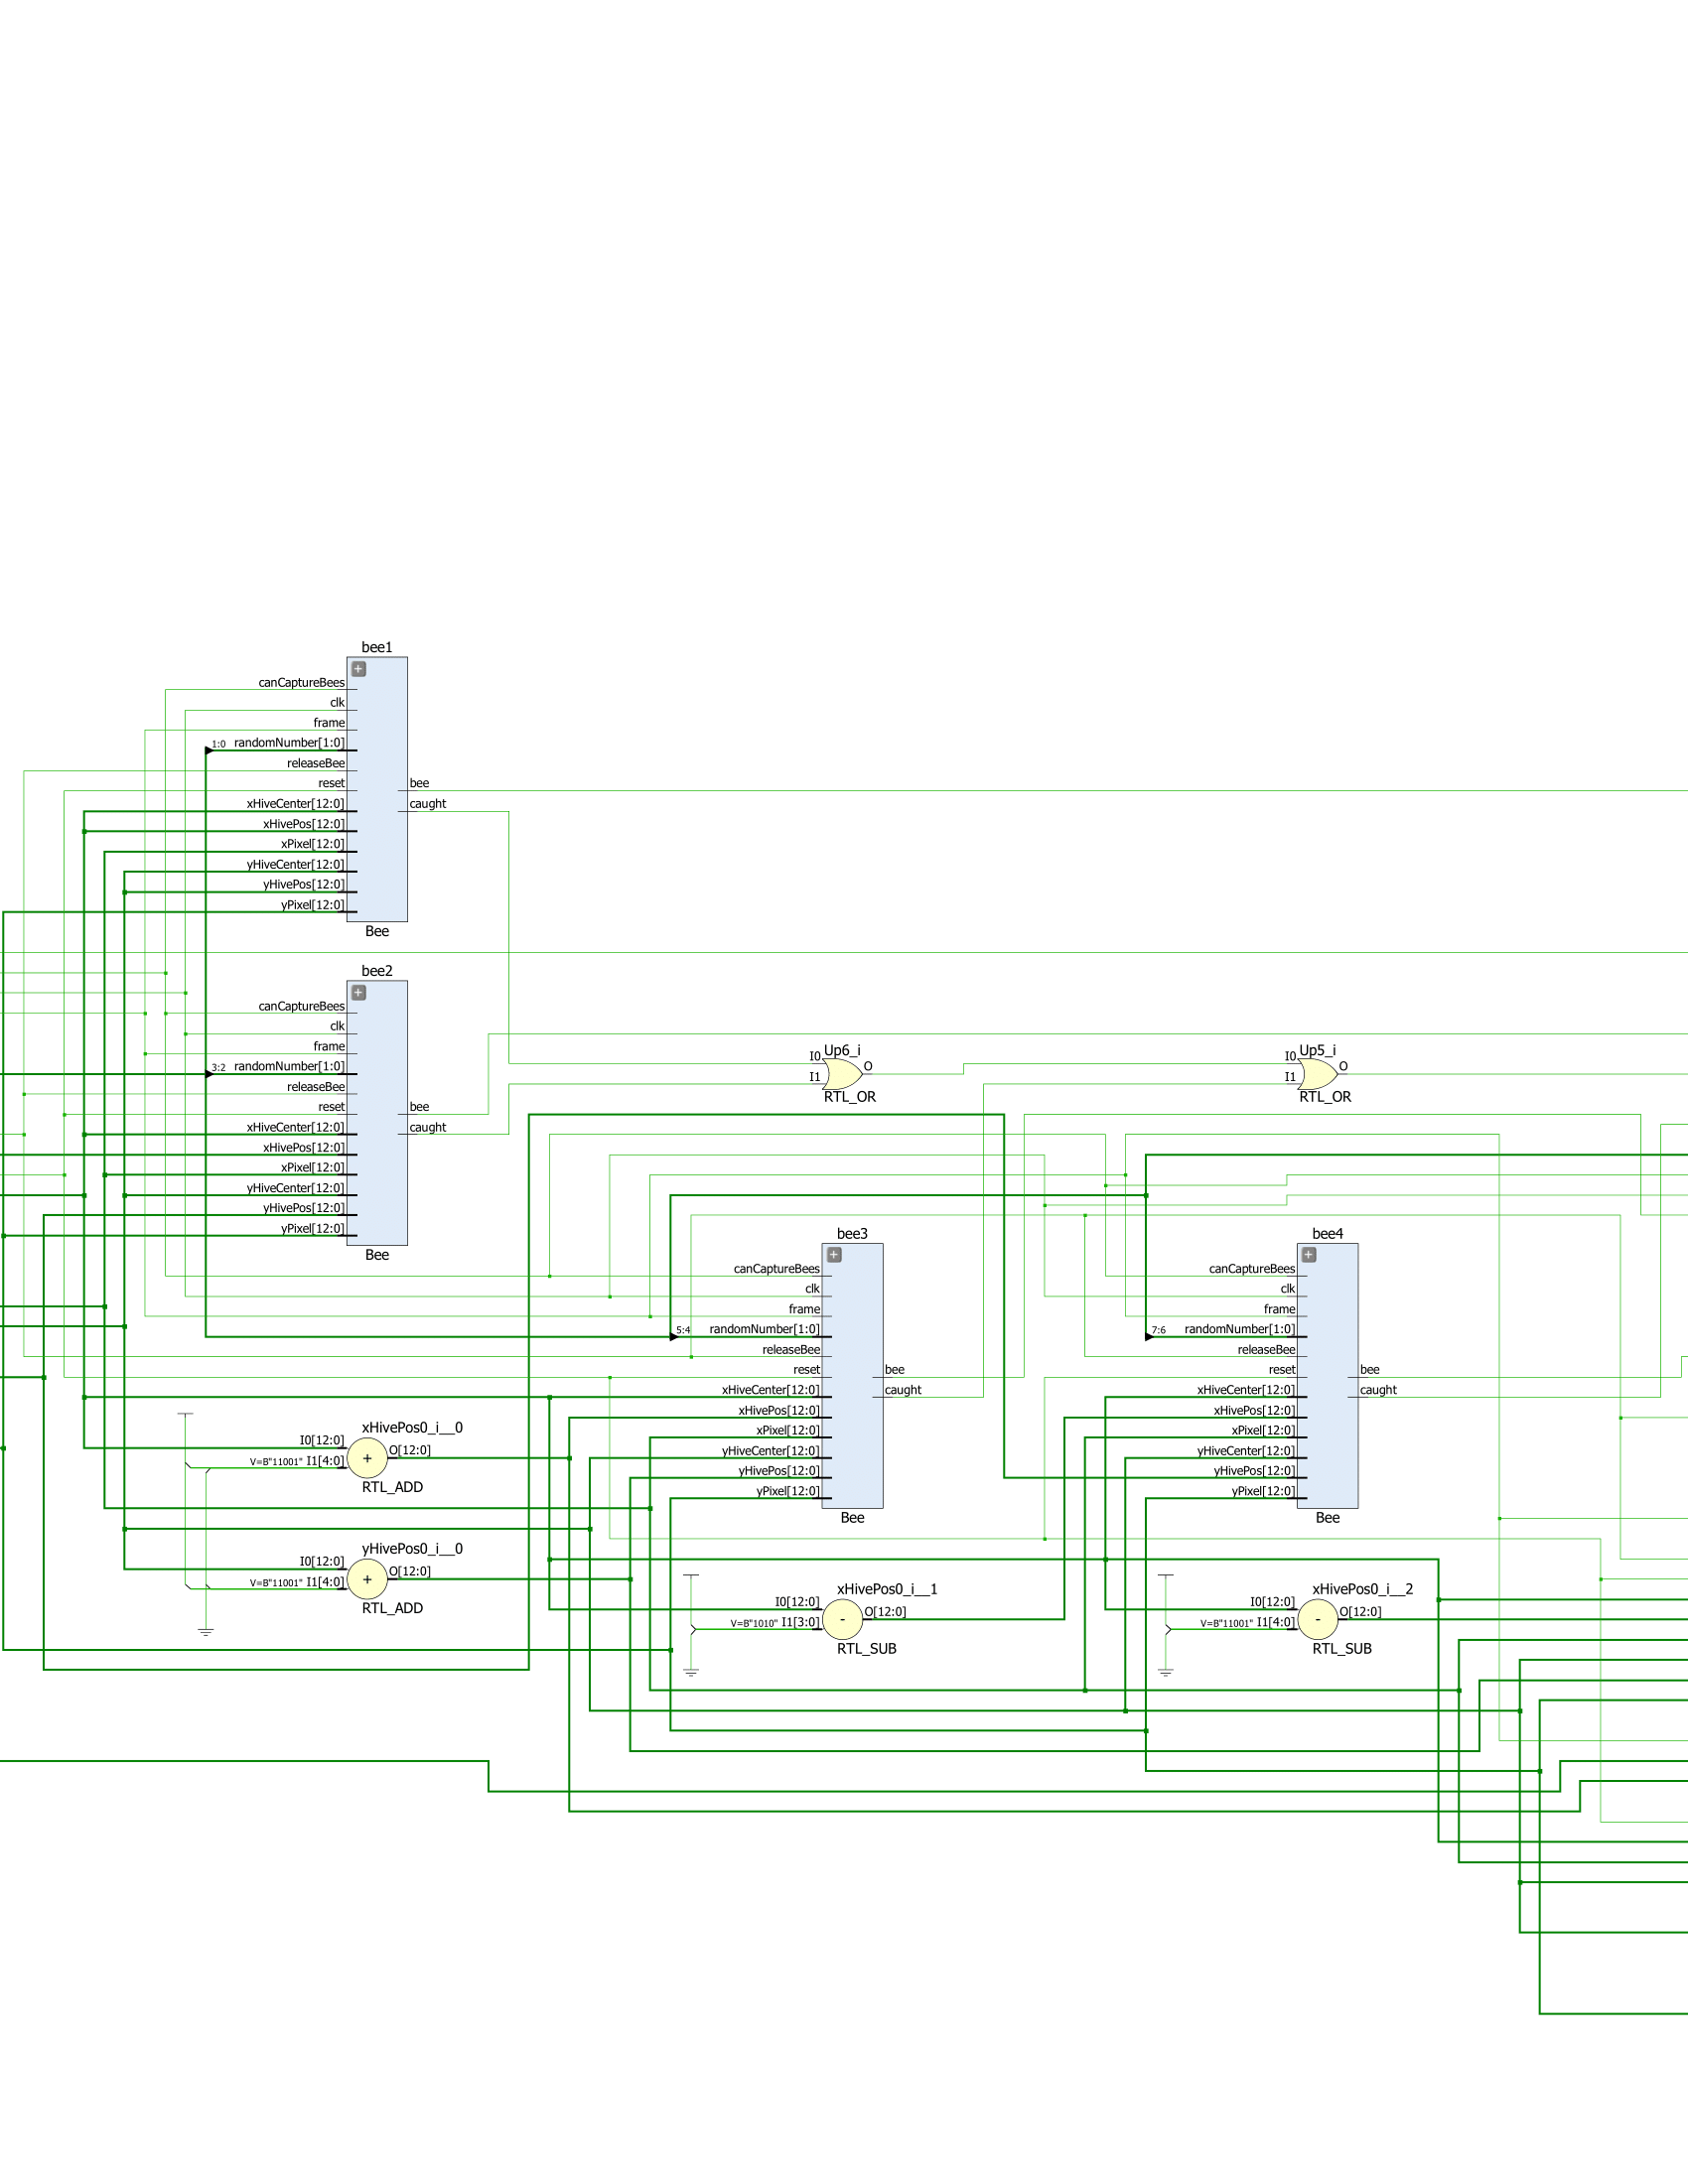 bee1
+
canCaptureBees
clk
frame
1:0 randomNumber[1:0]
releaseBee
reset
xHiveCenter[12:0]
xHivePos[12:0]
xPixel[12:0]
yHiveCenter[12:0]
yHivePos[12:0]
yPixel[12:0]
bee
caught
Bee
bee2
+
canCaptureBees
clk
frame
3:2 randomNumber[1:0]
releaseBee
reset
xHiveCenter[12:0]
xHivePos[12:0]
xPixel[12:0]
yHiveCenter[12:0]
yHivePos[12:0]
yPixel[12:0]
bee
caught
Bee
Up6_i
I0
I1
O
RTL_OR
Up5_i
I0
I1
O
RTL_OR
bee3
+
canCaptureBees
clk
frame
5:4 randomNumber[1:0]
releaseBee
reset
xHiveCenter[12:0]
xHivePos[12:0]
xPixel[12:0]
yHiveCenter[12:0]
yHivePos[12:0]
yPixel[12:0]
bee
caught
Bee
bee4
+
canCaptureBees
clk
frame
7:6 randomNumber[1:0]
releaseBee
reset
xHiveCenter[12:0]
xHivePos[12:0]
xPixel[12:0]
yHiveCenter[12:0]
yHivePos[12:0]
yPixel[12:0]
bee
caught
Bee
xHivePos0_i__0
I0[12:0]
V=B"11001" I1[4:0]
+
O[12:0]
RTL_ADD
yHivePos0_i__0
I0[12:0]
V=B"11001" I1[4:0]
+
O[12:0]
RTL_ADD
xHivePos0_i__1
I0[12:0]
V=B"1010" I1[3:0]
-
O[12:0]
RTL_SUB
xHivePos0_i__2
I0[12:0]
V=B"11001" I1[4:0]
-
O[12:0]
RTL_SUB